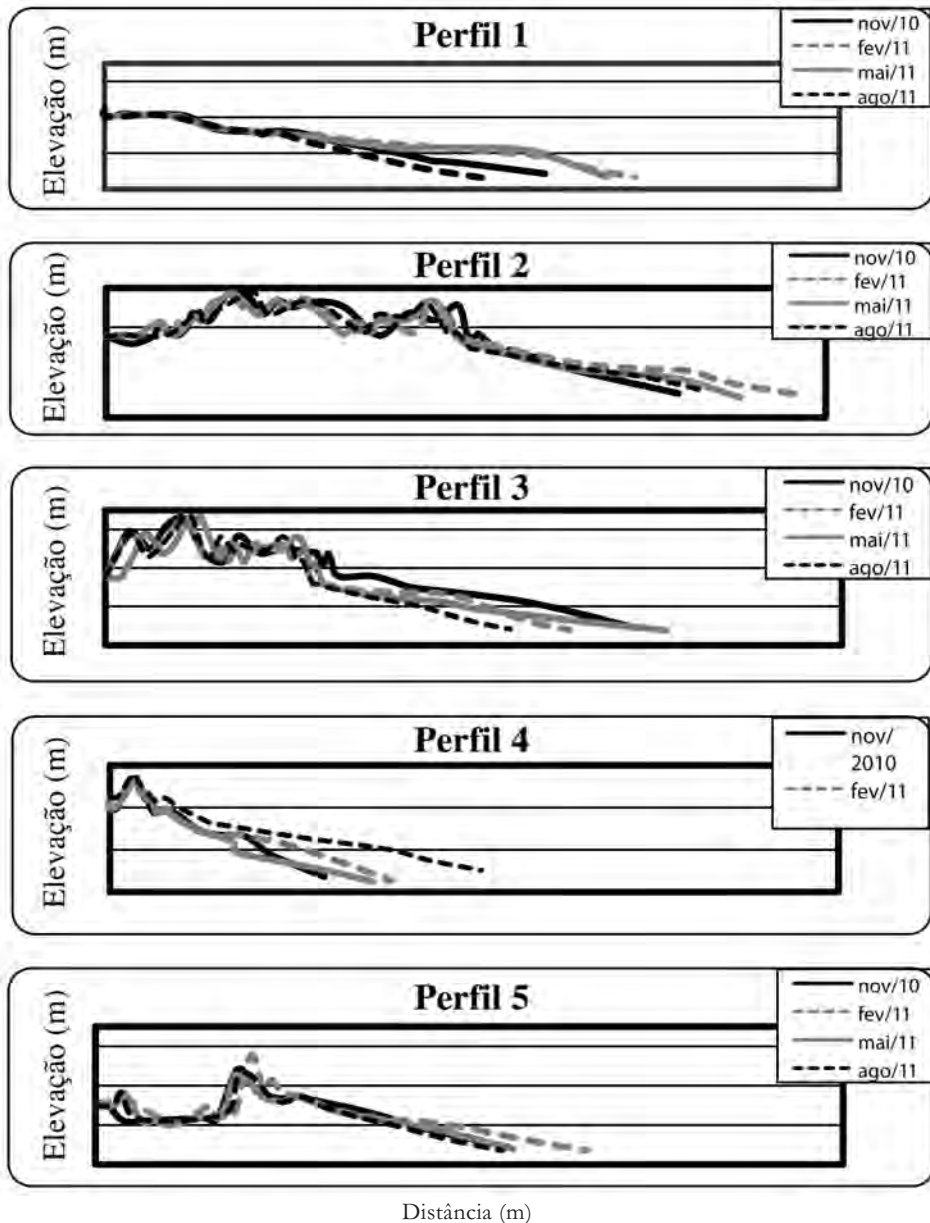 Perfil 1
Elevação (m)
nov/10
fev/11
mai/11
ago/11
Perfil 2
Elevação (m)
nov/10
fev/11
mai/11
ago/11
Perfil 3
Elevação (m)
nov/10
fev/11
mai/11
ago/11
Perfil 4
Elevação (m)
nov/
2010
fev/11
Perfil 5
Elevação (m)
nov/10
fev/11
mai/11
ago/11
Distância (m)